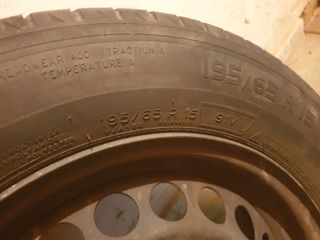 TREADWEAR 400 TRACTION A
TEMPERATURE A
195/65 R 15
195/65 R 15 91V